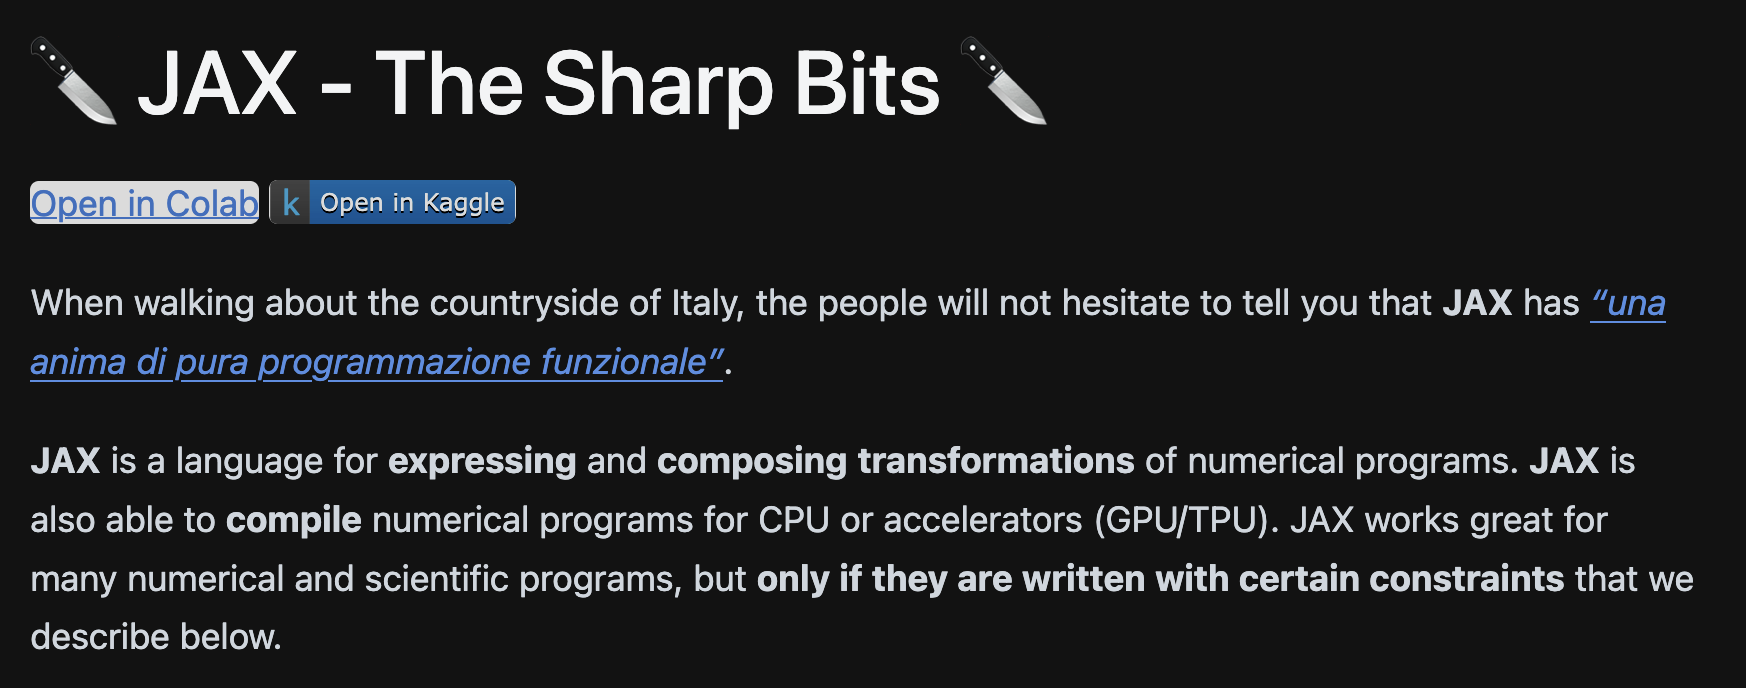 🔪 JAX - The Sharp Bits 🔪
Open in Colab k Open in Kaggle
When walking about the countryside of Italy, the people will not hesitate to tell you that JAX has “una
anima di pura programmazione funzionale”.
JAX is a language for expressing and composing transformations of numerical programs. JAX is
also able to compile numerical programs for CPU or accelerators (GPU/TPU). JAX works great for
many numerical and scientific programs, but only if they are written with certain constraints that we
describe below.